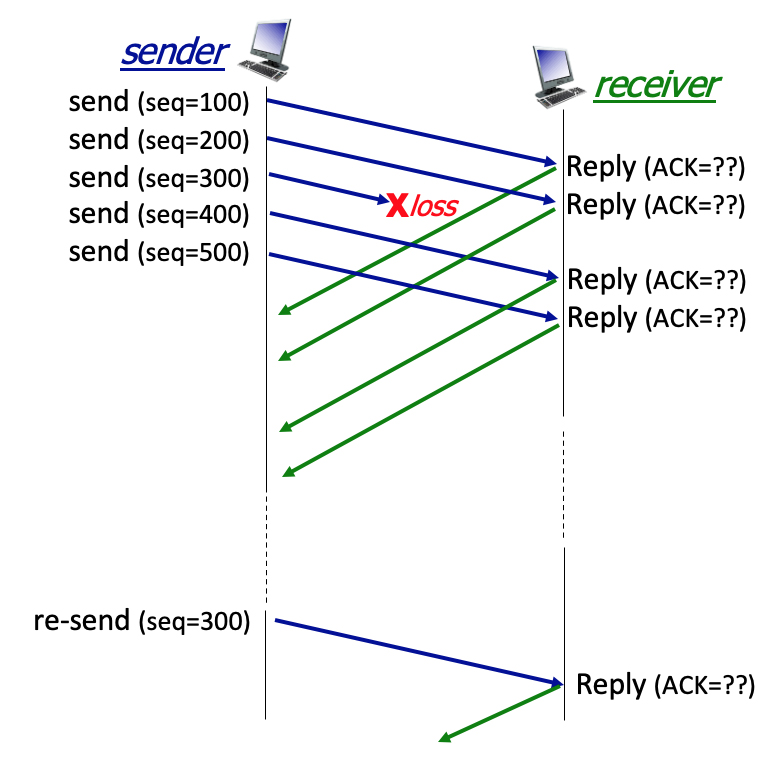 sender
receiver
send (seq=100)
send (seq=200)
send (seq=300)
send (seq=400)
send (seq=500)
X loss
Reply (ACK=??)
Reply (ACK=??)
Reply (ACK=??)
Reply (ACK=??)
re-send (seq=300)
Reply (ACK=??)